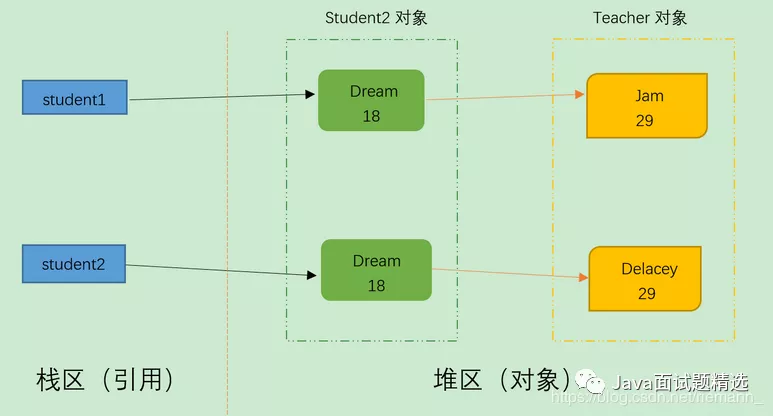 Student2 对象
Teacher 对象
student1
Dream
18
Jam
29
student2
Dream
18
Delacey
29
栈区（引用）
堆区（对象）
Java面试题精选
https://blog.csdn.net/riemann_